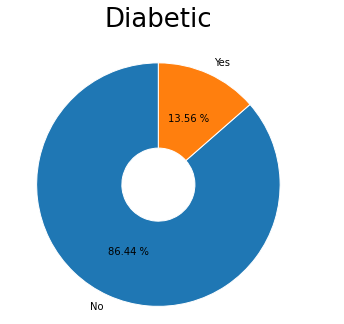 Diabetic
Yes
13.56 %
86.44 %
No